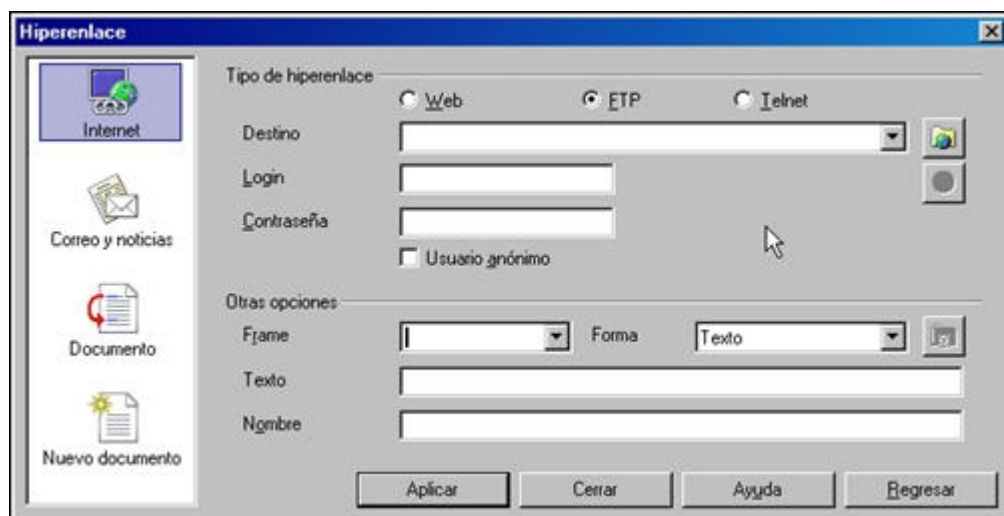 Hiperenlace
Internet
Correo y noticias
Documento
Nuevo documento
Tipo de hiperenlace
Web FTP Telnet
Destino
Login
Contraseña
Usuario anónimo
Otras opciones
Frame Forma Texto
Texto
Nombre
Aplicar Cerrar Ayuda Regresar